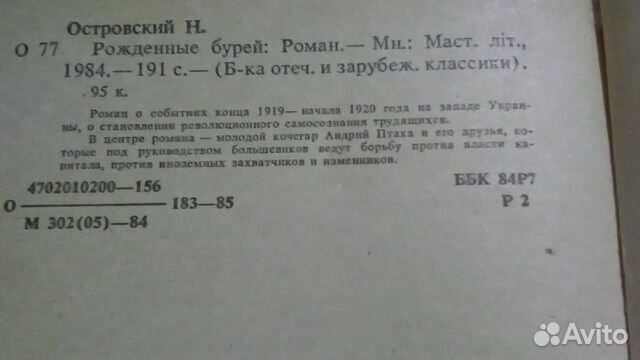 Островский Н.
О 77 Рожденные бурей: Роман.— Мн.: Маст. літ.,
1984.— 191 с.— (Б-ка отеч. и зарубеж. классики).
95 к.
Роман о событиях конца 1919— начала 1920 года на западе Украи-
ны, о становлении революционного самосознания трудящихся.
В центре романа — молодой кочегар Андрий Птаха и его друзья, ко-
торые под руководством большевиков ведут борьбу против власти ка-
питала, против иноземных захватчиков и изменников.
4702010200—156
О 183—85
М 302(05)—84
ББК 84Р7
Р 2
Avito